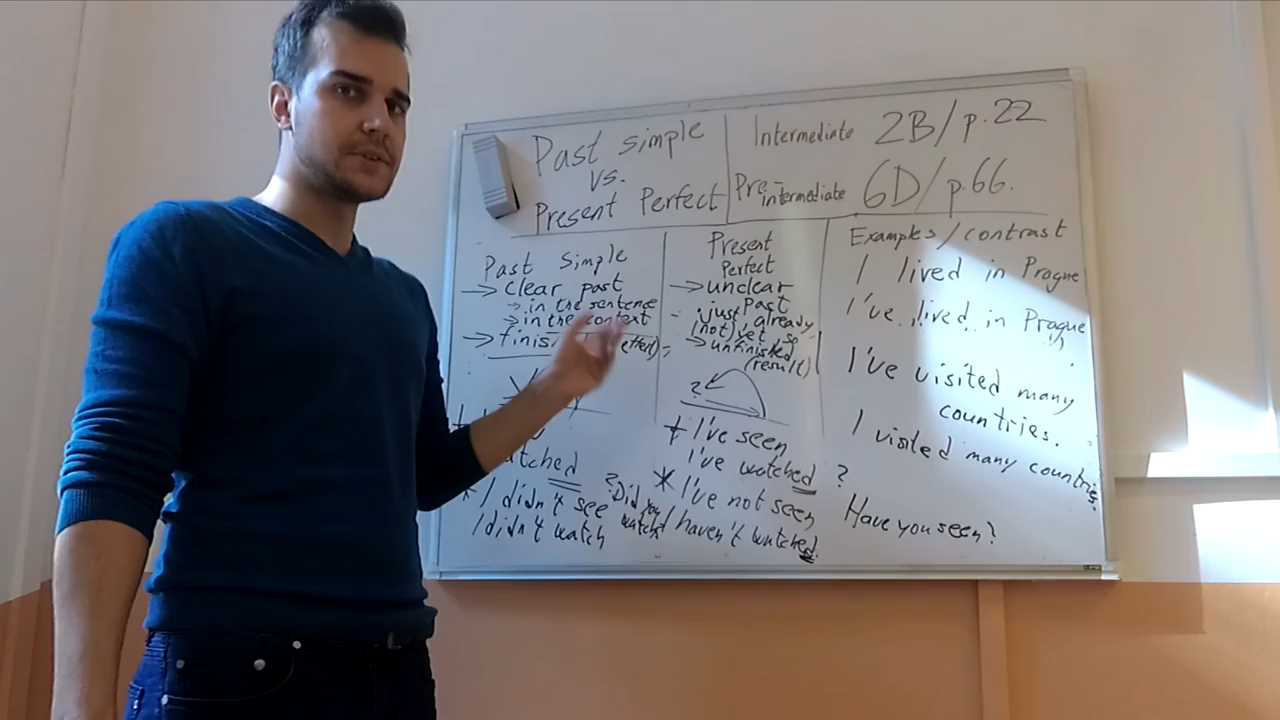 Past simple
vs.
Present Perfect
Intermediate 2B/p.22
Pre-intermediate 6D/p.66.
Past Simple
→ clear past
→ in the sentence
→ in the context
→ finis
Present
Perfect
→ unclear
past
just, already
(not) yet, so
→ unfinished
(result)
?
+ I've seen
I've watched
* I've not seen
I haven't watched.
atched
I didn't see
I didn't watch
? Did you
watch
Examples/contrast
I lived in Prague
I've lived in Prague
I've visited many
countries.
I visited many countries.
?
Have you seen?